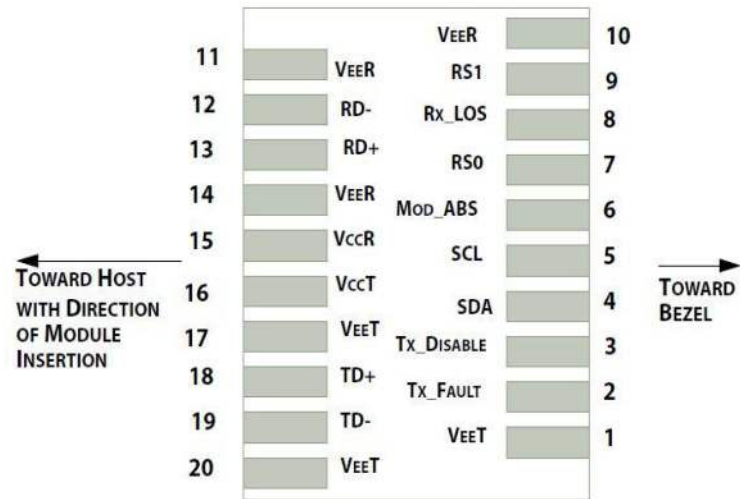 VEER 10
11 VEER
RS1 9
12 RD-
RX_LOS 8
13 RD+
RS0 7
14 VEER
MOD_ABS 6
15 VCCR
SCL 5
16 VCCT
SDA 4
17 VEET
TX_DISABLE 3
18 TD+
TX_FAULT 2
19 TD-
VEET 1
20 VEET
TOWARD HOST
WITH DIRECTION
OF MODULE
INSERTION
TOWARD
BEZEL